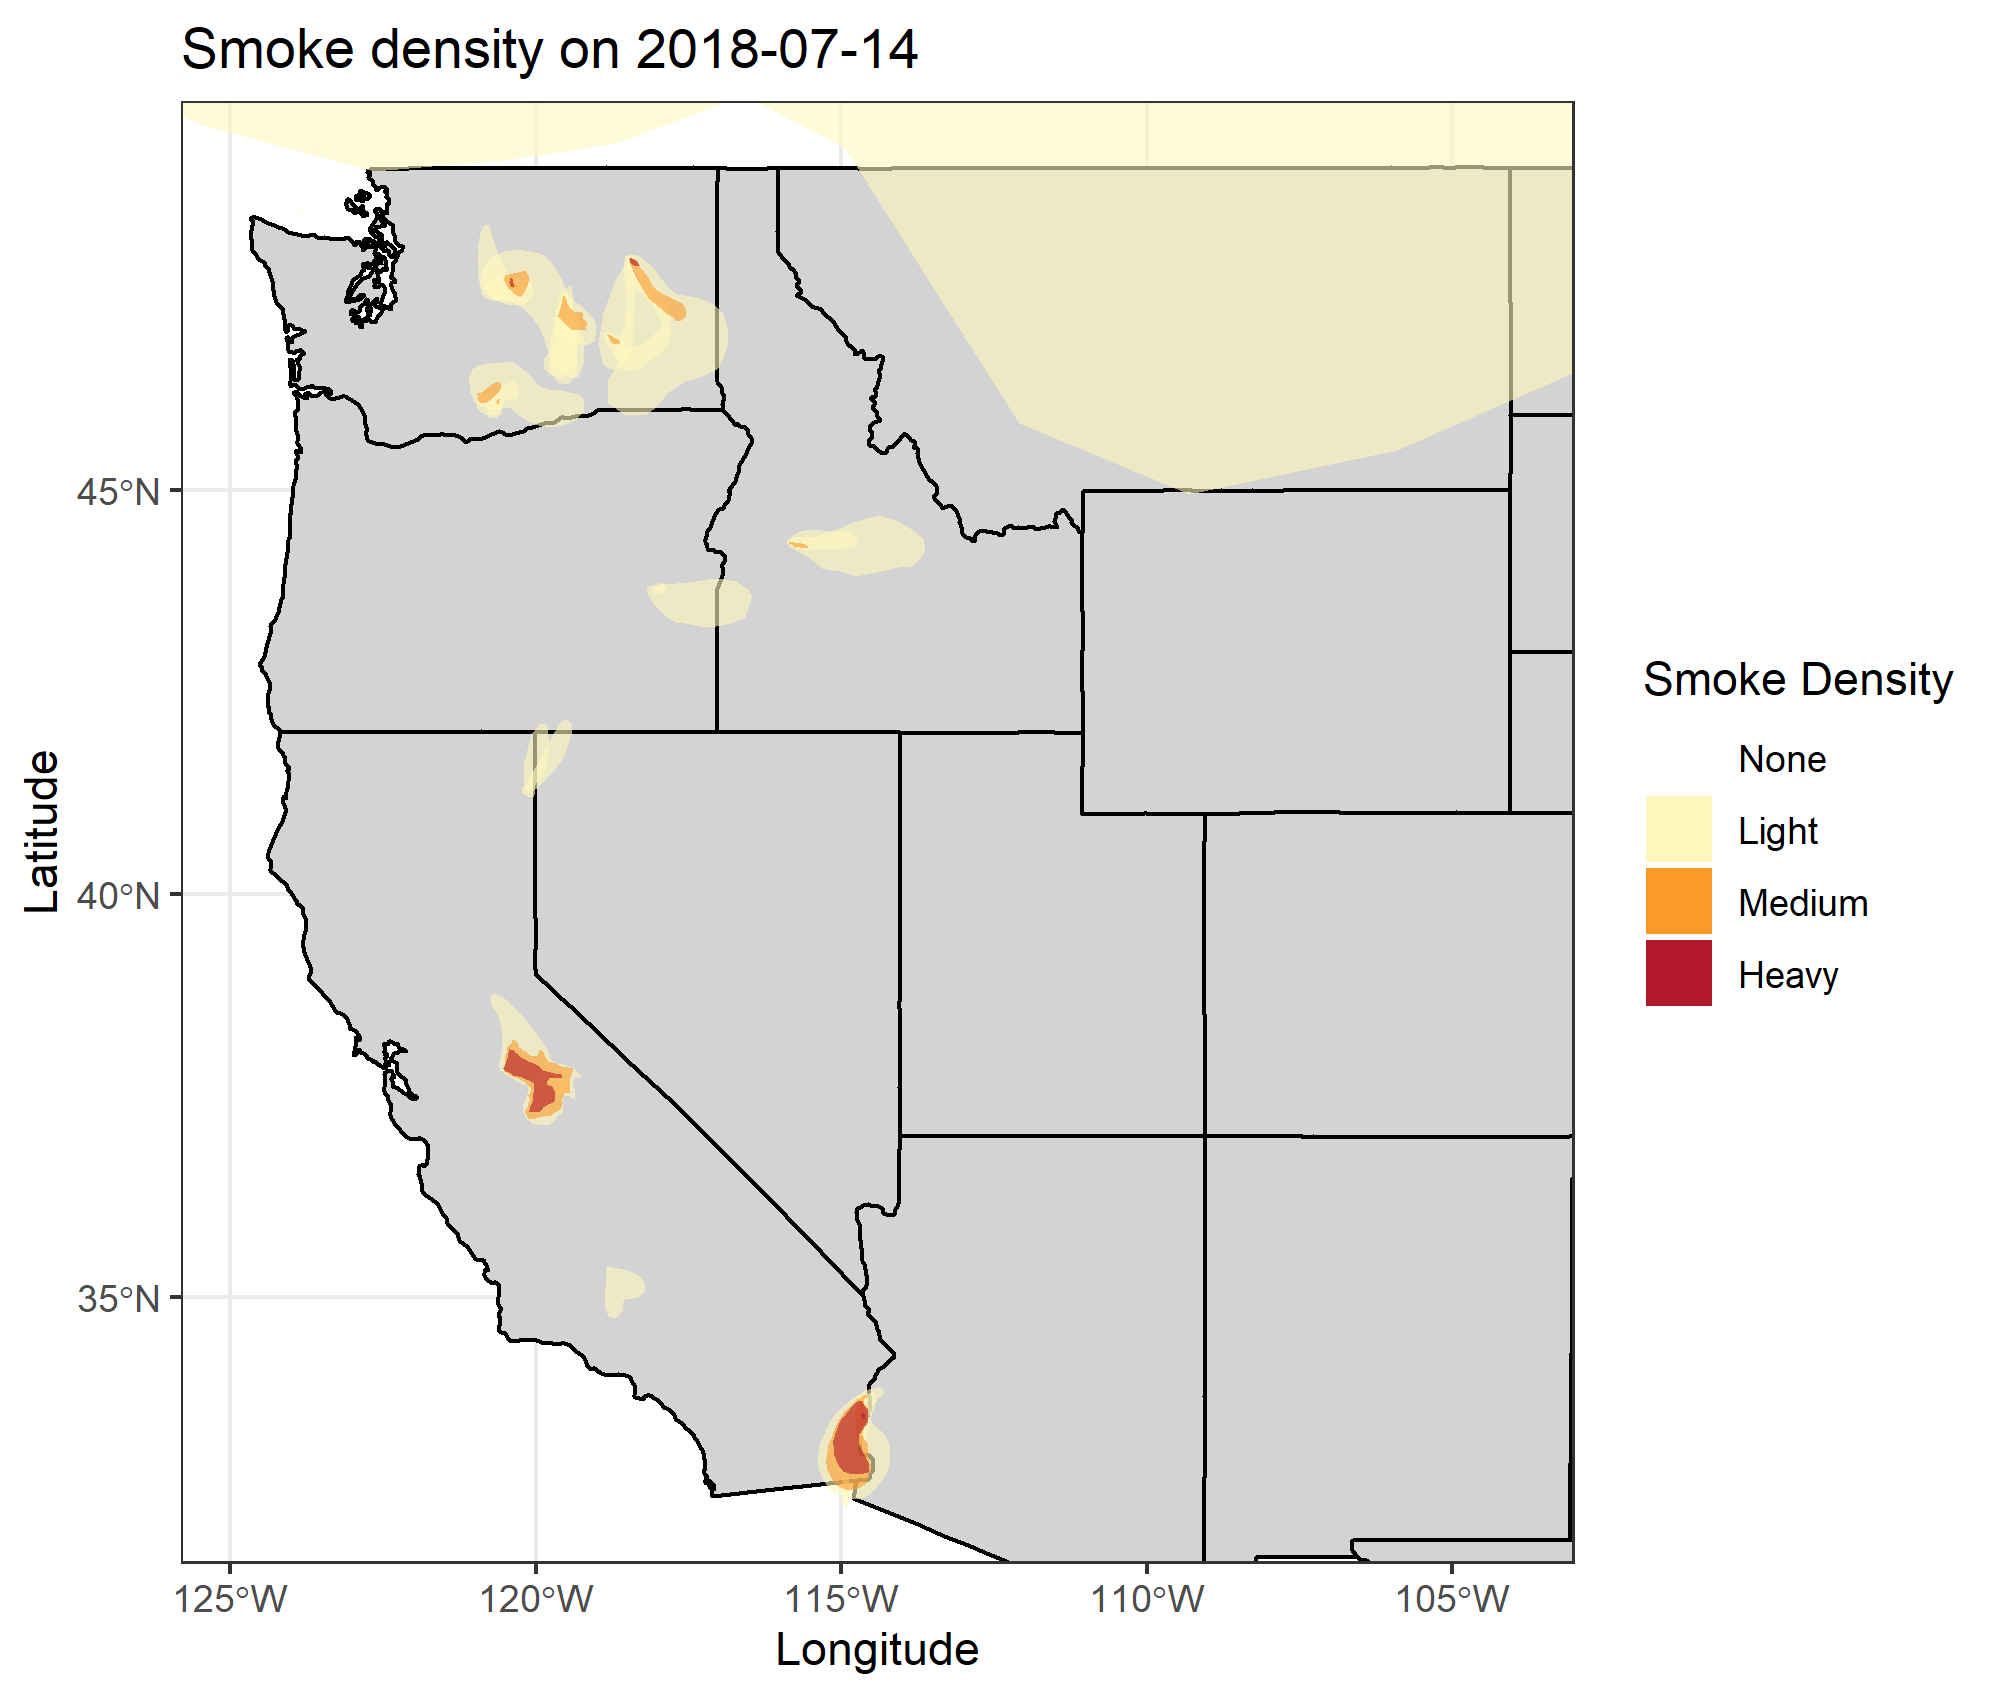 Smoke density on 2018-07-14
45°N
40°N
35°N
Latitude
125°W 120°W 115°W 110°W 105°W
Longitude
Smoke Density
None
Light
Medium
Heavy